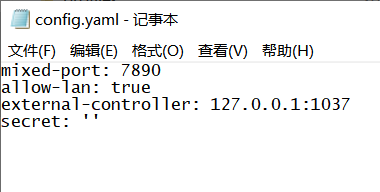 config.yaml - 记事本
文件(F) 编辑(E) 格式(O) 查看(V) 帮助(H)
mixed-port: 7890
allow-lan: true
external-controller: 127.0.0.1:1037
secret: ''